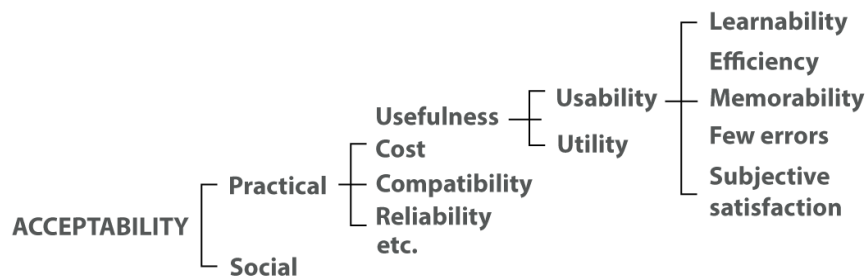 Learnability
Efficiency
Usability
Memorability
Usefulness
Few errors
Cost
Utility
Practical
Compatibility
Subjective
satisfaction
Reliability
etc.
ACCEPTABILITY
Social